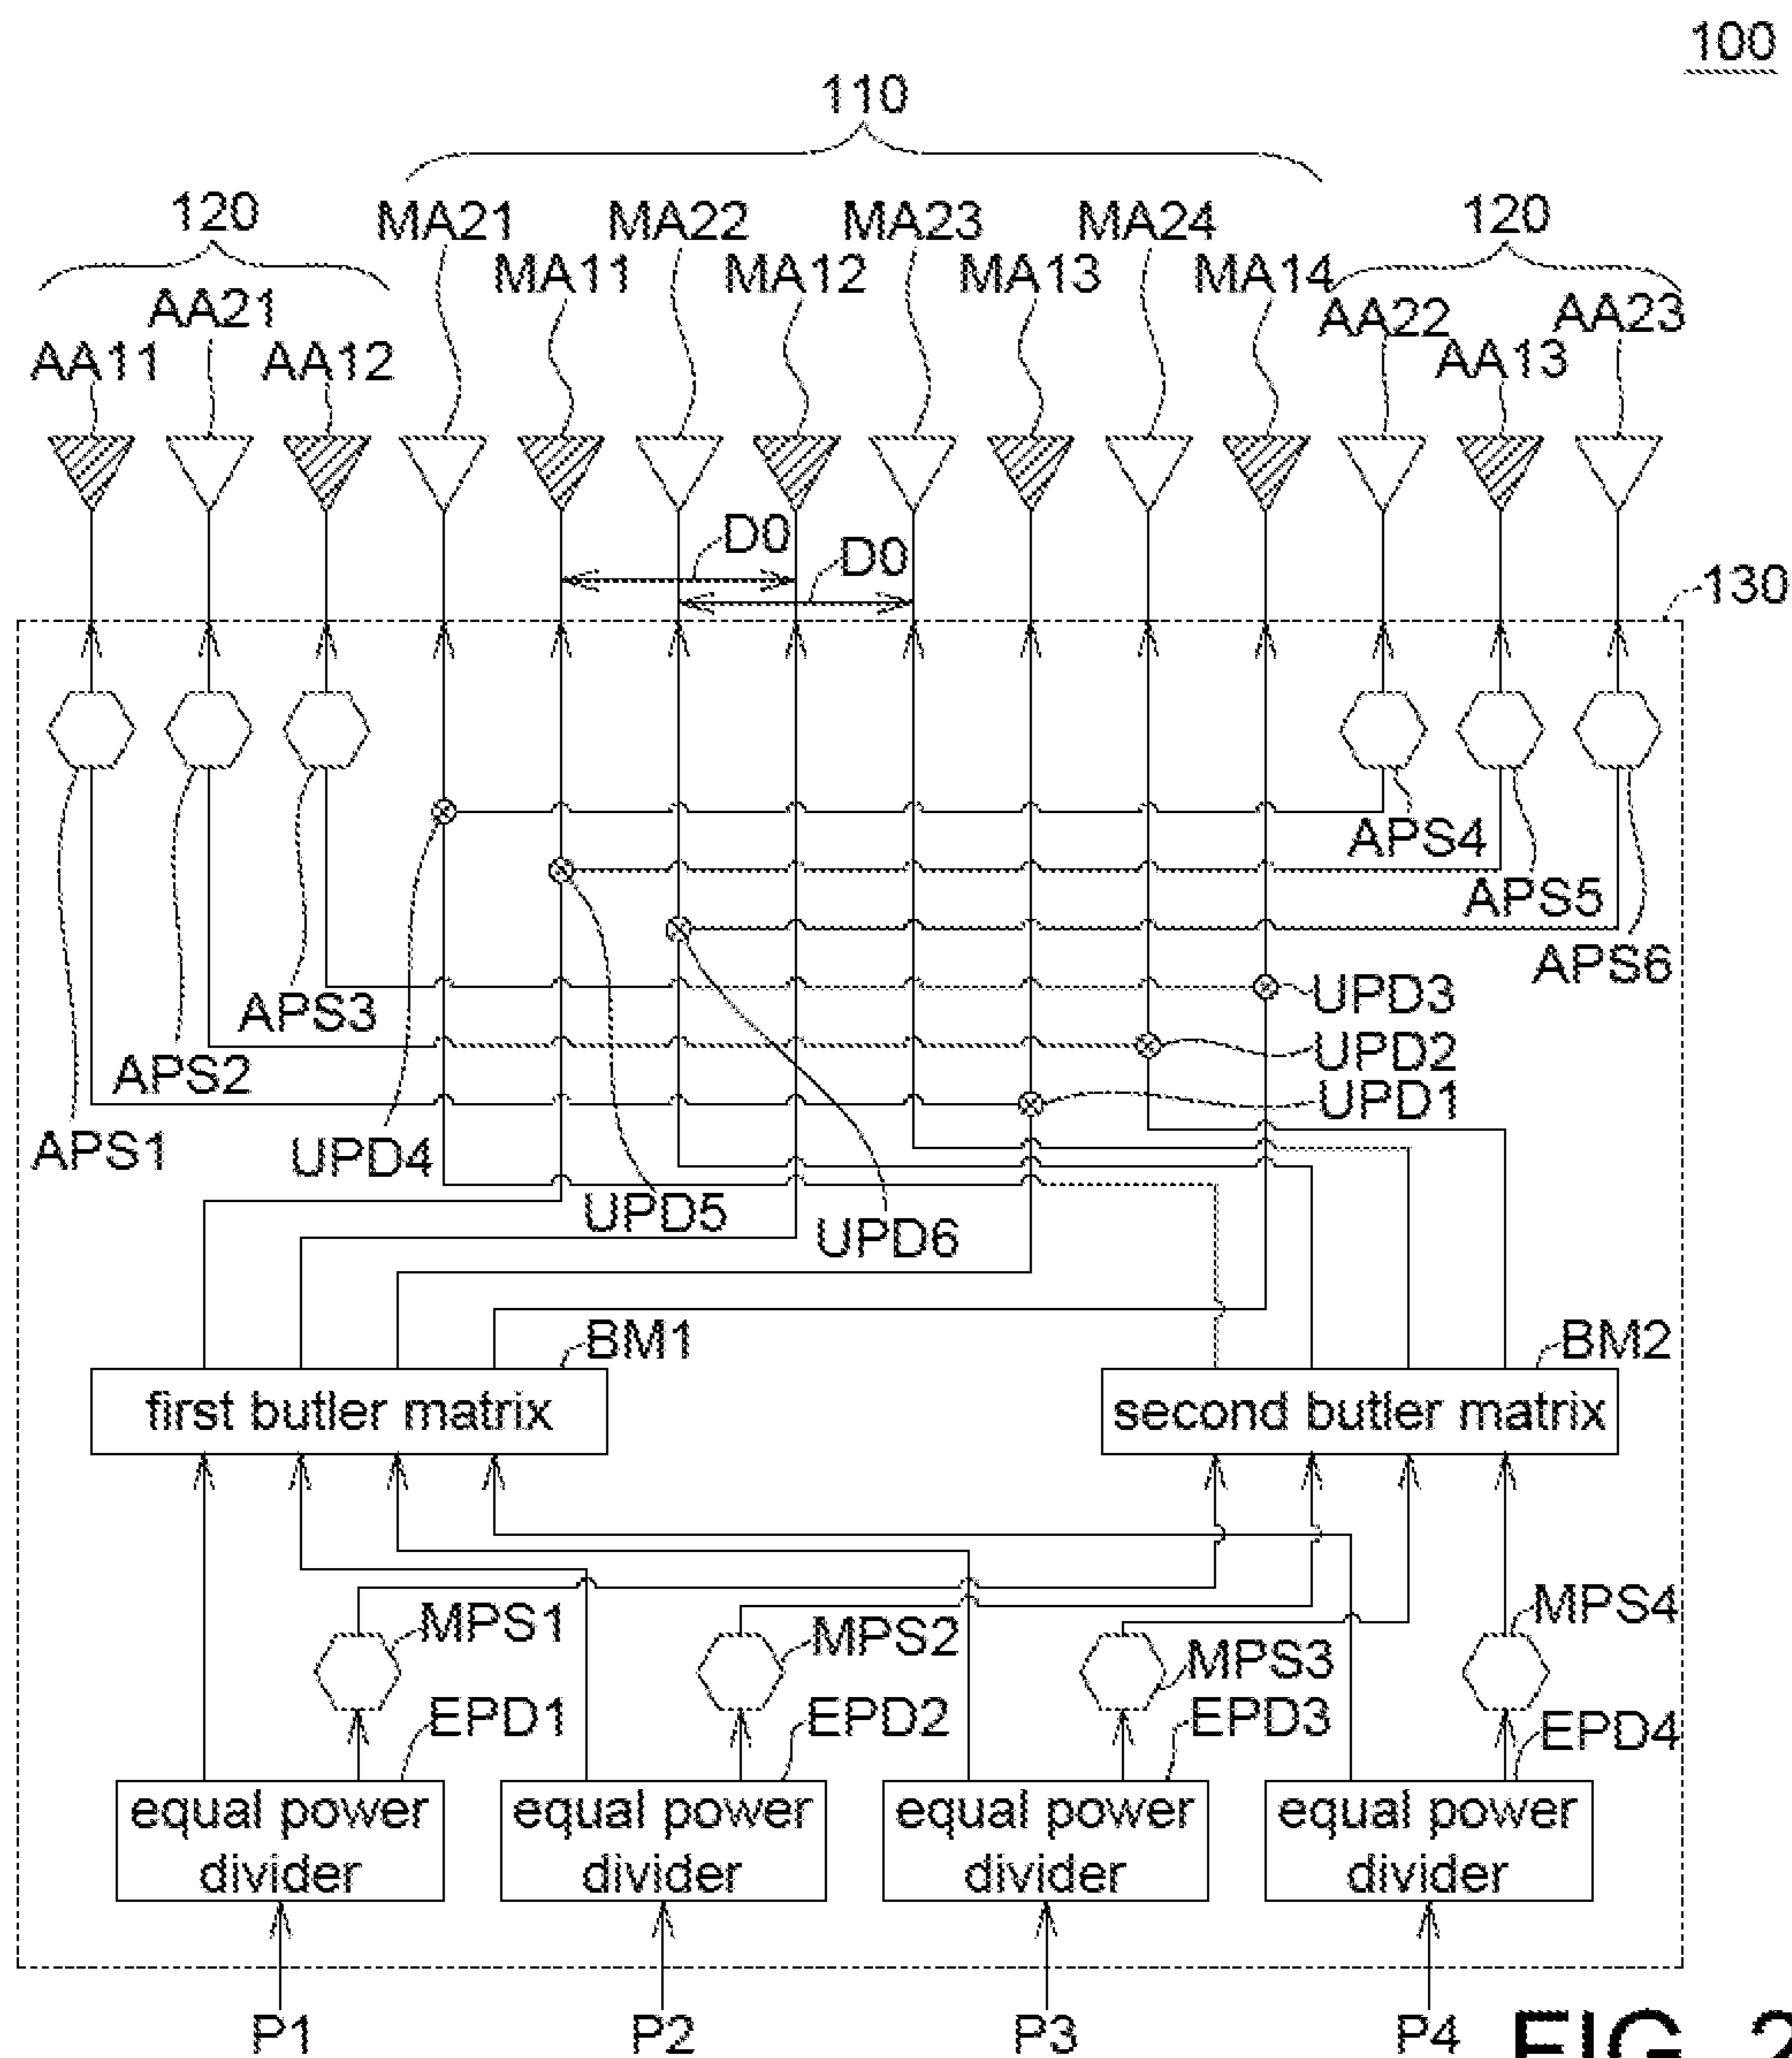 100
110
120
MA21
MA22
MA23
MA24
120
MA11
MA12
MA13
MA14
AA21
AA22
AA23
AA11
AA12
AA13
D0
D0
130
APS4
APS5
APS6
APS3
UPD3
APS2
UPD2
UPD1
APS1
UPD4
UPD5
UPD6
BM1
BM2
first butler matrix
second butler matrix
MPS1
MPS2
MPS3
MPS4
EPD1
EPD2
EPD3
EPD4
equal power
divider
equal power
divider
equal power
divider
equal power
divider
P1
P2
P3
P4
FIG. 2